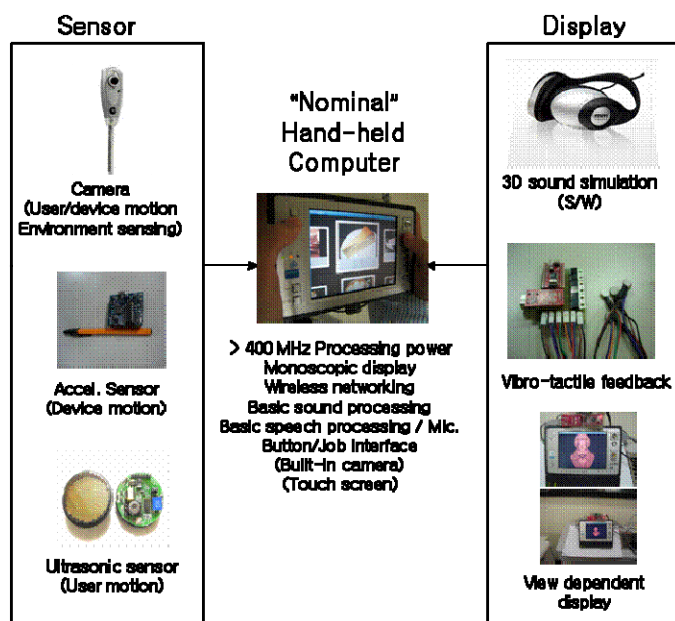 Sensor
Camera
(User/device motion
Environment sensing)
Accel. Sensor
(Device motion)
Ultrasonic sensor
(User motion)
"Nominal"
Hand-held
Computer
> 400 MHz Processing power
Monoscopic display
Wireless networking
Basic sound processing
Basic speech processing / Mic.
Button/Job Interface
(Built-in camera)
(Touch screen)
Display
3D sound simulation
(S/W)
Vibro-tactile feedback
View dependent
display